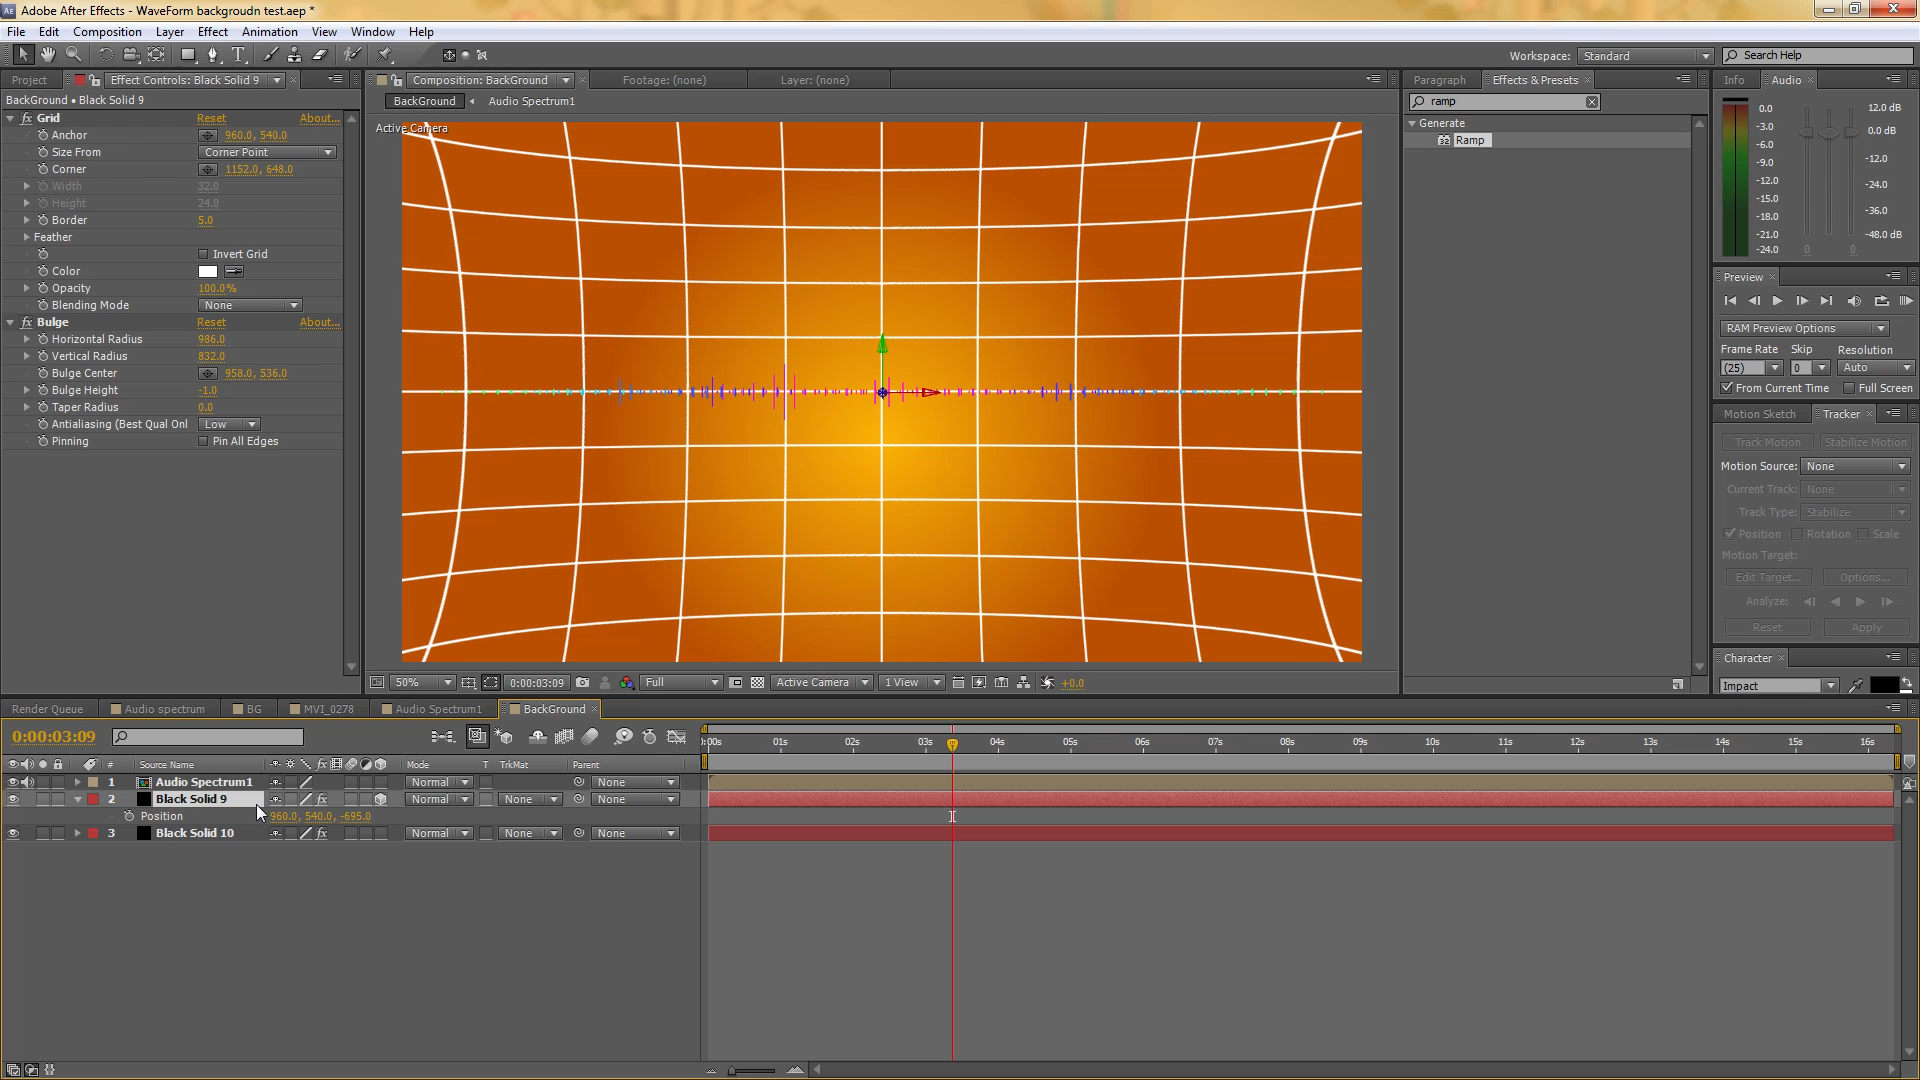 Adobe After Effects - WaveForm backgroudn test.aep *
File Edit Composition Layer Effect Animation View Window Help
Workspace: Standard Search Help
Project Effect Controls: Black Solid 9
BackGround • Black Solid 9
fx Grid Reset About...
Anchor 960.0, 540.0
Size From Corner Point
Corner 1152.0, 648.0
Width 32.0
Height 24.0
Border 5.0
Feather
Invert Grid
Color
Opacity 100.0%
Blending Mode None
fx Bulge Reset About...
Horizontal Radius 986.0
Vertical Radius 832.0
Bulge Center 958.0, 536.0
Bulge Height -1.0
Taper Radius 0.0
Antialiasing (Best Qual Onl Low
Pinning Pin All Edges
Composition: BackGround Footage: (none) Layer: (none)
BackGround Audio Spectrum1
Active Camera
50% 0:00:03:09 Full Active Camera 1 View +0.0
Paragraph Effects & Presets
ramp
Generate
Ramp
Info Audio
0.0
-3.0
-6.0
-9.0
-12.0
-15.0
-18.0
-21.0
-24.0
12.0 dB
0.0 dB
-12.0
-24.0
-36.0
-48.0 dB
0 0
Preview
RAM Preview Options
Frame Rate Skip Resolution
(25) 0 Auto
From Current Time Full Screen
Motion Sketch Tracker
Track Motion Stabilize Motion
Motion Source: None
Current Track: None
Track Type: Stabilize
Position Rotation Scale
Motion Target:
Edit Target... Options...
Analyze:
Reset Apply
Character
Impact
Render Queue Audio spectrum BG MVI_0278 Audio Spectrum1 BackGround
0:00:03:09
):00s 01s 02s 03s 04s 05s 06s 07s 08s 09s 10s 11s 12s 13s 14s 15s 16s
# Source Name fx Mode T TrkMat Parent
1 Audio Spectrum1 Normal None
2 Black Solid 9 fx Normal None None
Position 960.0, 540.0, -695.0
3 Black Solid 10 fx Normal None None